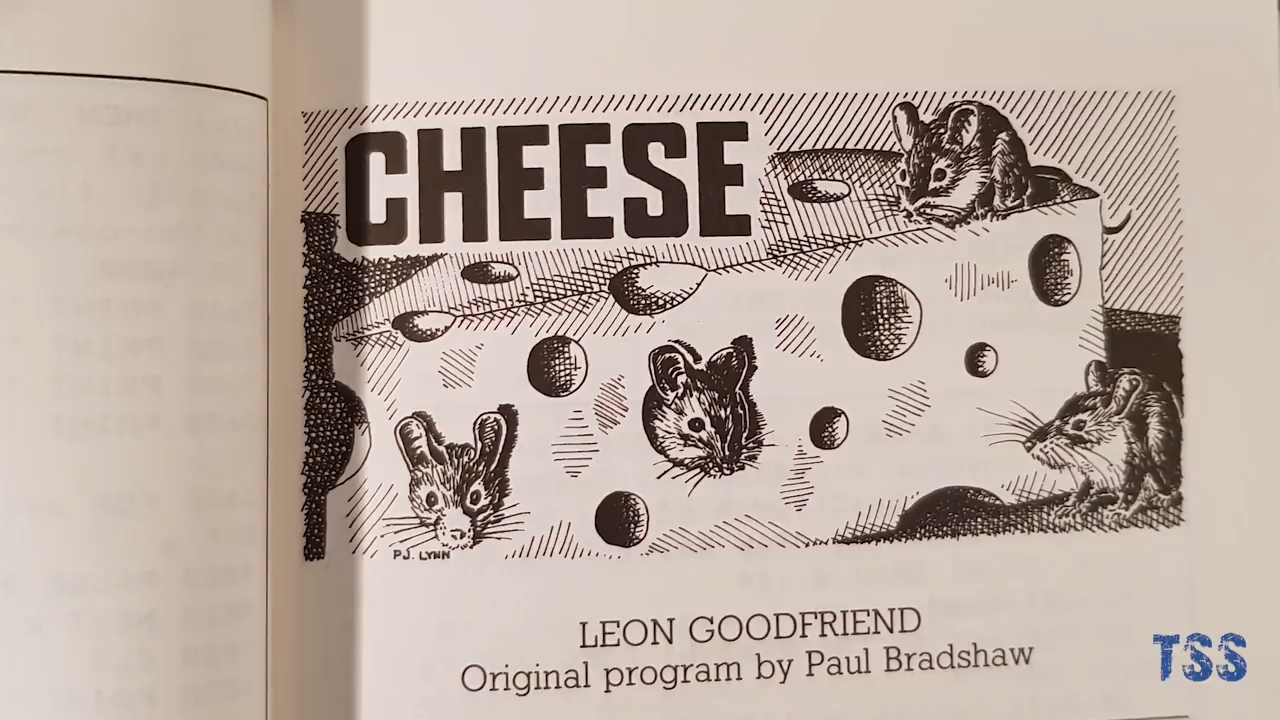 CHEESE
P.J. LYNN
LEON GOODFRIEND
Original program by Paul Bradshaw
TSS